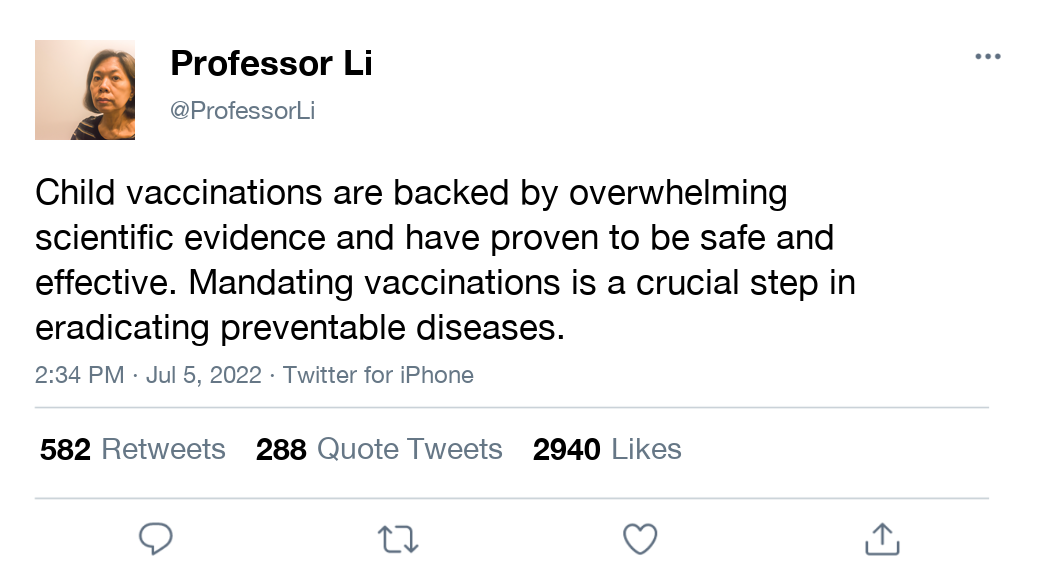 Professor Li
@ProfessorLi
Child vaccinations are backed by overwhelming
scientific evidence and have proven to be safe and
effective. Mandating vaccinations is a crucial step in
eradicating preventable diseases.
2:34 PM · Jul 5, 2022 · Twitter for iPhone
582 Retweets 288 Quote Tweets 2940 Likes